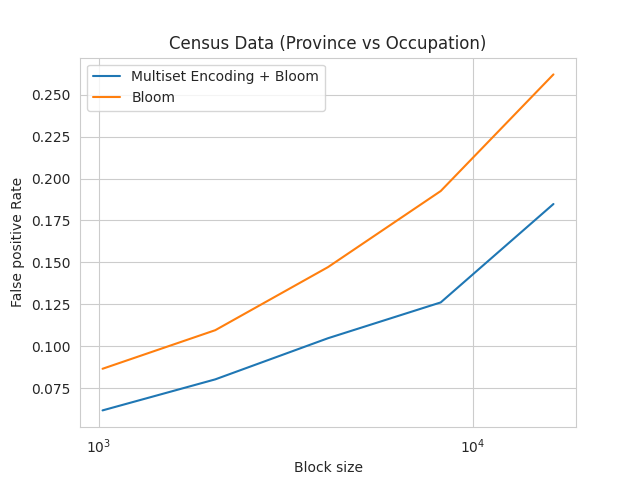 Census Data (Province vs Occupation)
Multiset Encoding + Bloom
Bloom
False positive Rate
0.250
0.225
0.200
0.175
0.150
0.125
0.100
0.075
10³
10⁴
Block size